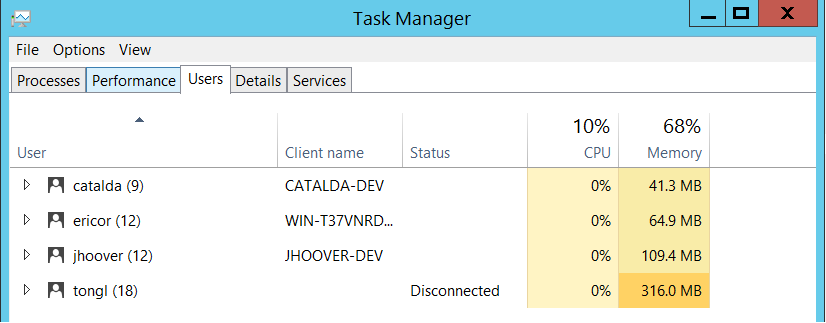 Task Manager
File Options View
Processes Performance Users Details Services
10% 68%
User Client name Status CPU Memory
catalda (9) CATALDA-DEV 0% 41.3 MB
ericor (12) WIN-T37VNRD... 0% 64.9 MB
jhoover (12) JHOOVER-DEV 0% 109.4 MB
tongl (18) Disconnected 0% 316.0 MB